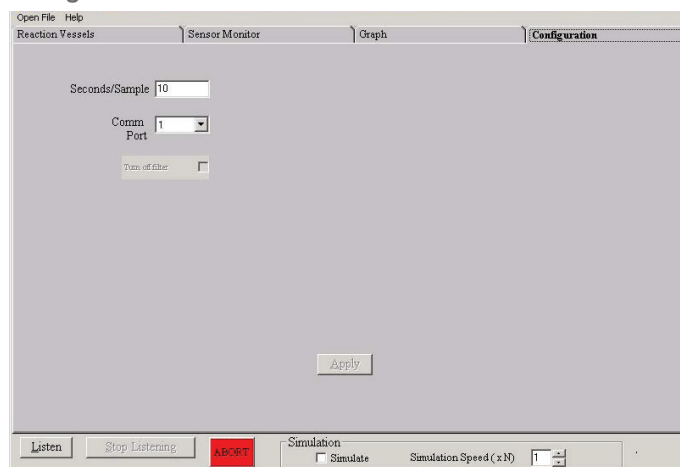 Open File Help
Reaction Vessels Sensor Monitor Graph Configuration
Seconds/Sample 10
Comm Port 1
Turn off filter
Apply
Listen Stop Listening ABORT
Simulation
Simulate Simulation Speed ( x N) 1